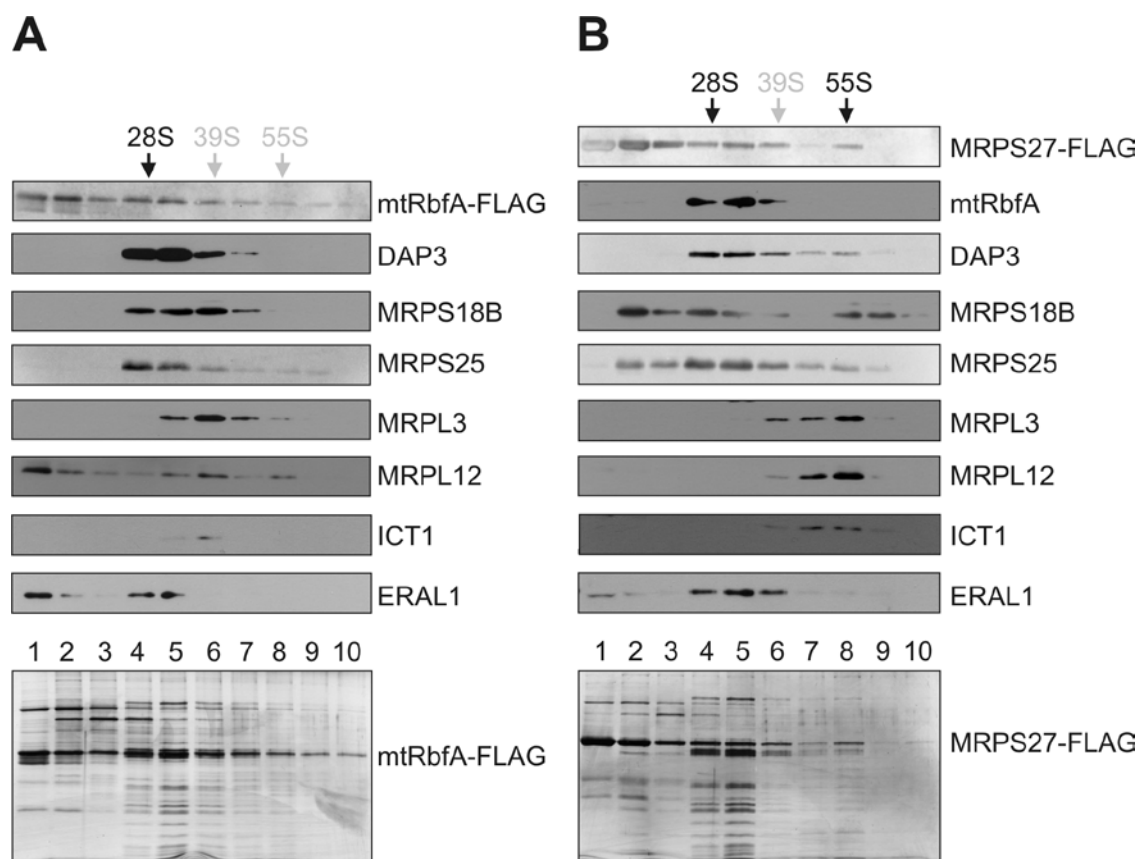 A
28S 39S 55S
mtRbfA-FLAG
DAP3
MRPS18B
MRPS25
MRPL3
MRPL12
ICT1
ERAL1
1 2 3 4 5 6 7 8 9 10
mtRbfA-FLAG
B
28S 39S 55S
MRPS27-FLAG
mtRbfA
DAP3
MRPS18B
MRPS25
MRPL3
MRPL12
ICT1
ERAL1
1 2 3 4 5 6 7 8 9 10
MRPS27-FLAG